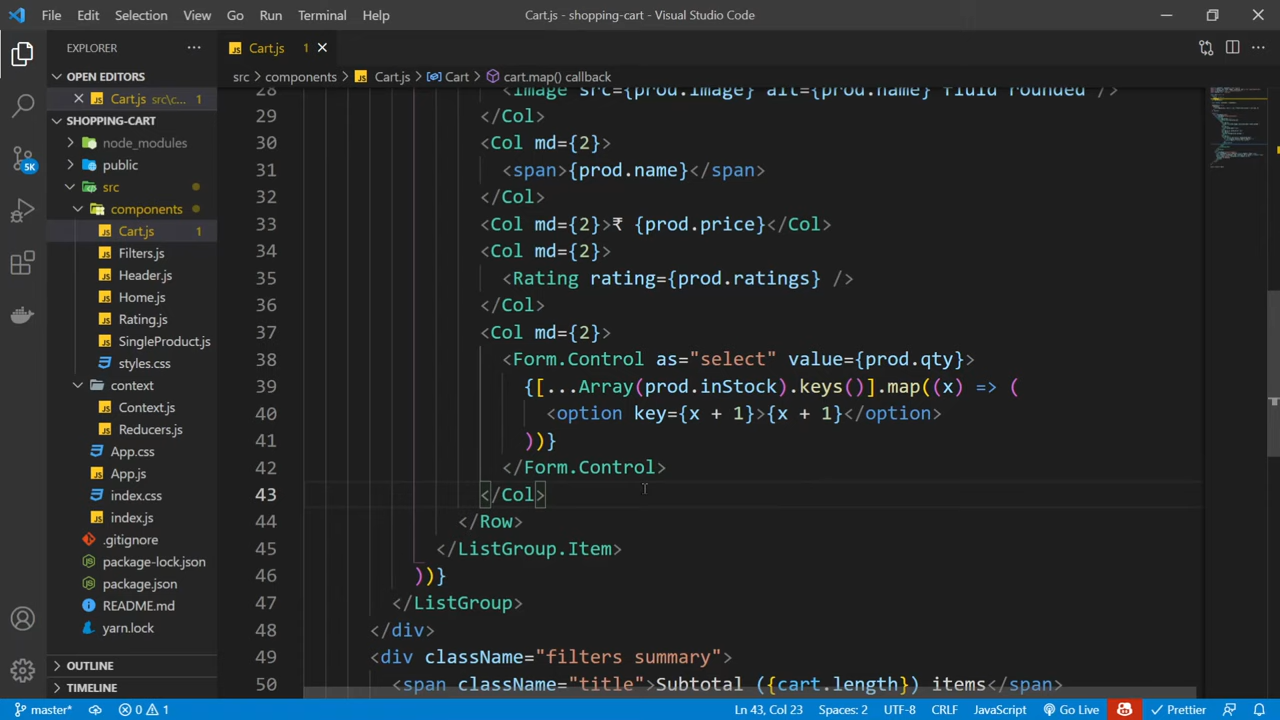 File Edit Selection View Go Run Terminal Help Cart.js - shopping-cart - Visual Studio Code
EXPLORER
OPEN EDITORS
Cart.js src\c... 1
SHOPPING-CART
node_modules
public
src
components
Cart.js 1
Filters.js
Header.js
Home.js
Rating.js
SingleProduct.js
styles.css
context
Context.js
Reducers.js
App.css
App.js
index.css
index.js
.gitignore
package-lock.json
package.json
README.md
yarn.lock
OUTLINE
TIMELINE
5K
Cart.js 1
src components Cart.js Cart cart.map() callback
28 <Image src={prod.image} alt={prod.name} fluid rounded />
29 </Col>
30 <Col md={2}>
31 <span>{prod.name}</span>
32 </Col>
33 <Col md={2}>₹ {prod.price}</Col>
34 <Col md={2}>
35 <Rating rating={prod.ratings} />
36 </Col>
37 <Col md={2}>
38 <Form.Control as="select" value={prod.qty}>
39 {[...Array(prod.inStock).keys()].map((x) => (
40 <option key={x + 1}>{x + 1}</option>
41 ))}
42 </Form.Control>
43 </Col>
44 </Row>
45 </ListGroup.Item>
46 ))}
47 </ListGroup>
48 </div>
49 <div className="filters summary">
50 <span className="title">Subtotal ({cart.length}) items</span>
master* 0 1 Ln 43, Col 23 Spaces: 2 UTF-8 CRLF JavaScript Go Live Prettier